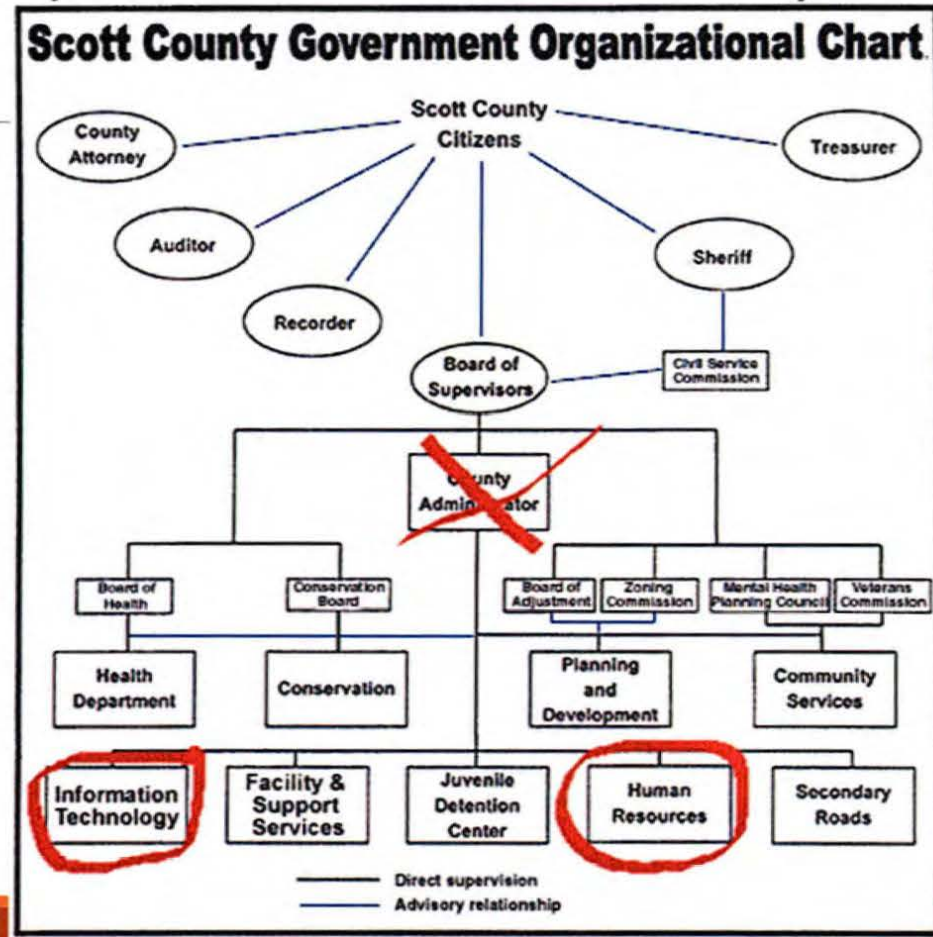 Scott County Government Organizational Chart
Scott County
Citizens
County
Attorney
Treasurer
Auditor
Sheriff
Recorder
Board of
Supervisors
Civil Service
Commission
County
Administrator
Board of
Health
Conservation
Board
Board of
Adjustment
Zoning
Commission
Mental Health
Planning Council
Veterans
Commission
Health
Department
Conservation
Planning
and
Development
Community
Services
Information
Technology
Facility &
Support
Services
Juvenile
Detention
Center
Human
Resources
Secondary
Roads
Direct supervision
Advisory relationship